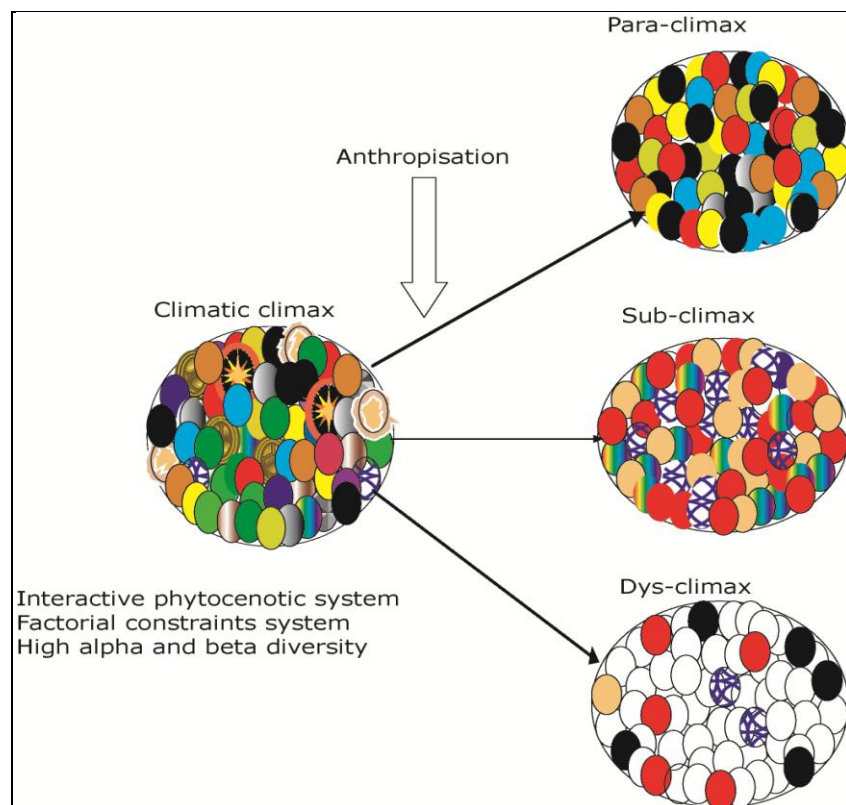 Para-climax
Anthropisation
Climatic climax
Sub-climax
Interactive phytocenotic system
Factorial constraints system
High alpha and beta diversity
Dys-climax